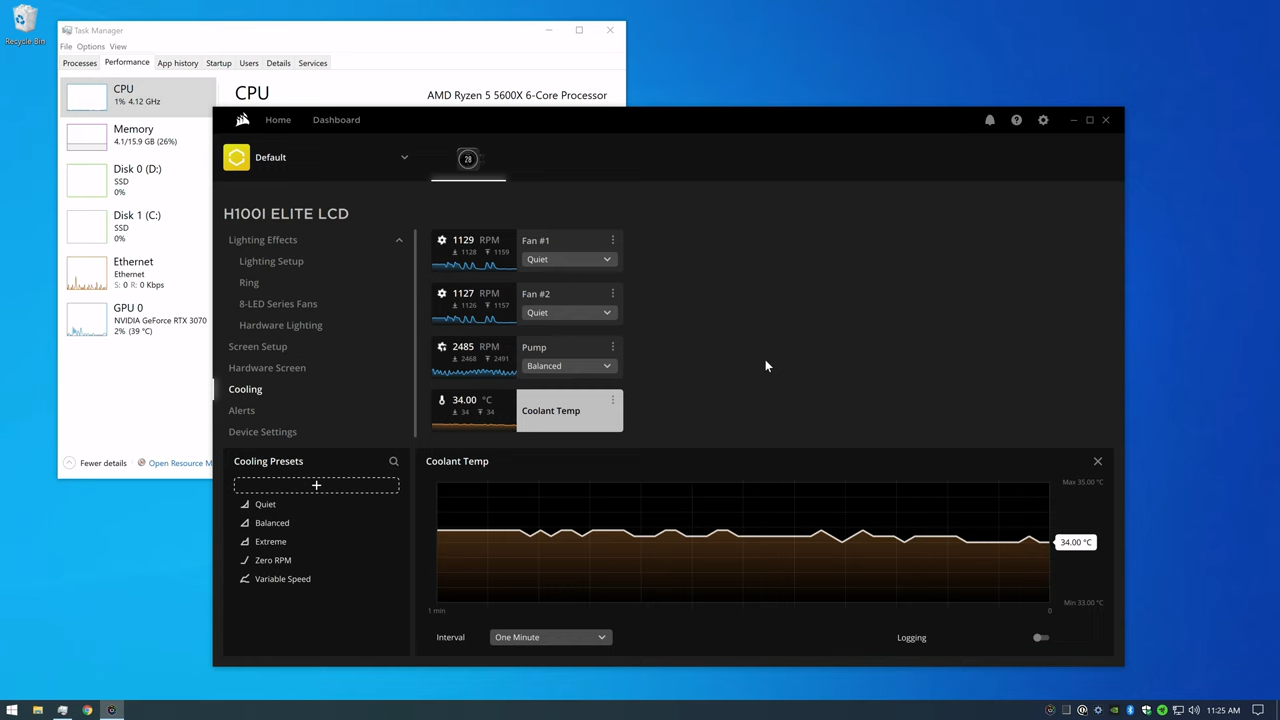 Recycle Bin
Task Manager
File Options View
Processes Performance App history Startup Users Details Services
CPU
1% 4.12 GHz
Memory
4.1/15.9 GB (26%)
Disk 0 (D:)
SSD
0%
Disk 1 (C:)
SSD
0%
Ethernet
Ethernet
S: 0 R: 0 Kbps
GPU 0
NVIDIA GeForce RTX 3070
2% (39 °C)
CPU AMD Ryzen 5 5600X 6-Core Processor
Fewer details Open Resource M
Home Dashboard
Default
28
H100I ELITE LCD
Lighting Effects
Lighting Setup
Ring
8-LED Series Fans
Hardware Lighting
Screen Setup
Hardware Screen
Cooling
Alerts
Device Settings
1129 RPM Fan #1
1128 1159 Quiet
1127 RPM Fan #2
1126 1157 Quiet
2485 RPM Pump
2468 2491 Balanced
34.00 °C
34 34 Coolant Temp
Cooling Presets
+
Quiet
Balanced
Extreme
Zero RPM
Variable Speed
Coolant Temp
Max 35.00 °C
34.00 °C
Min 33.00 °C
1 min 0
Interval One Minute Logging
11:25 AM